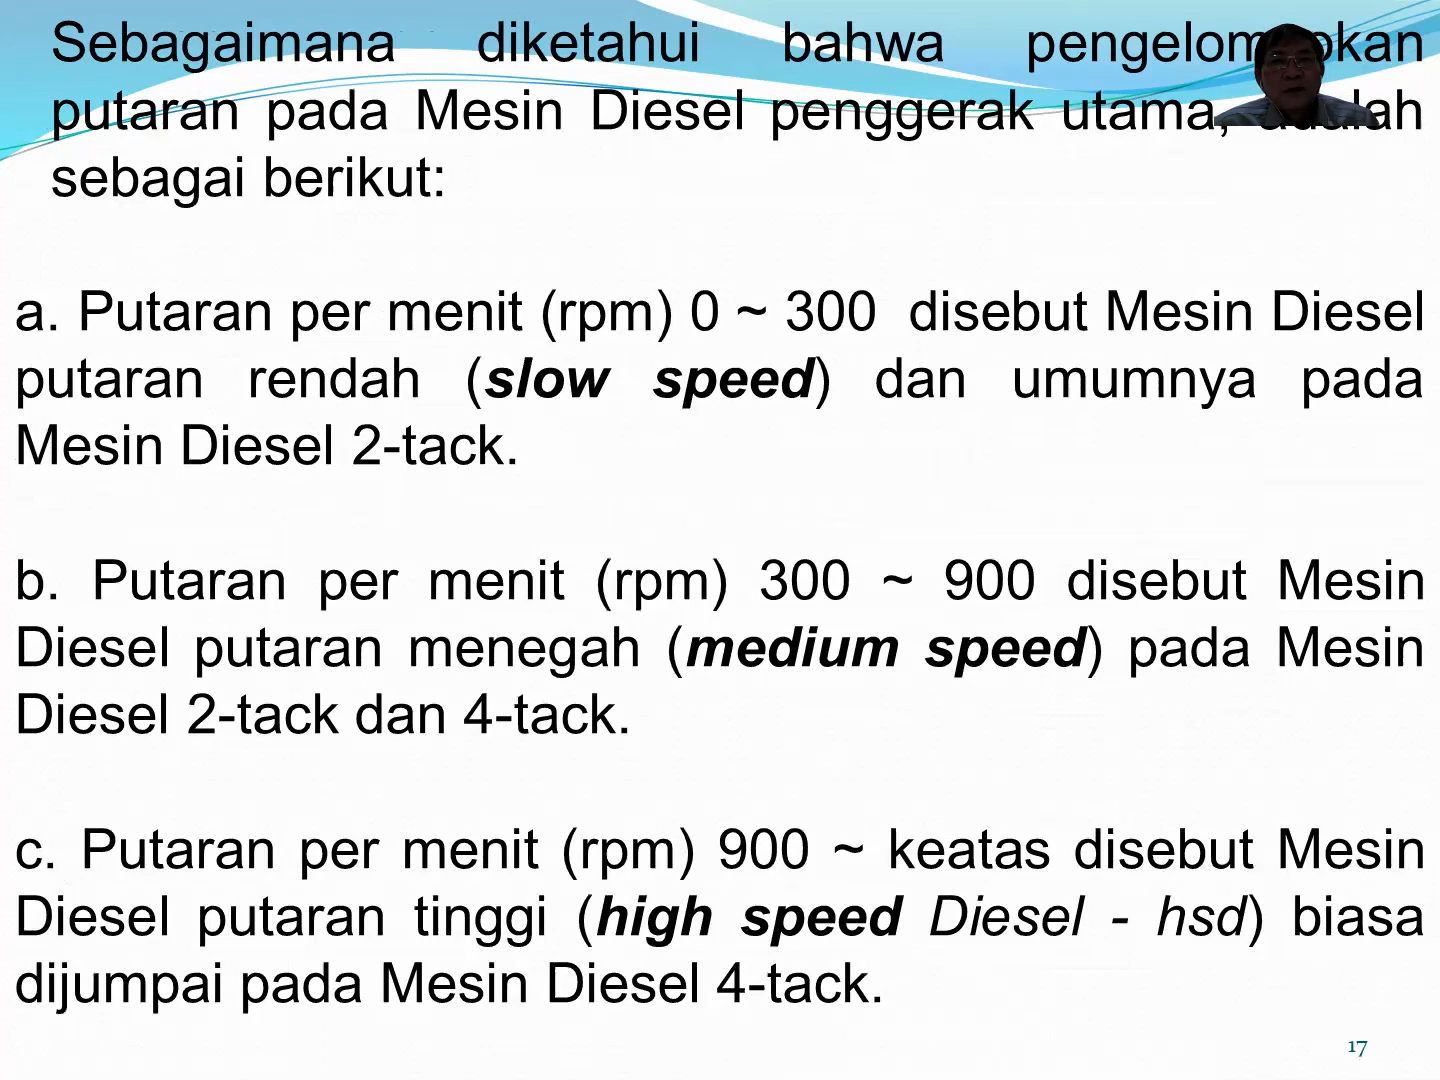 Sebagaimana diketahui bahwa pengelompokan
putaran pada Mesin Diesel penggerak utama, adalah
sebagai berikut:
a. Putaran per menit (rpm) 0 ~ 300 disebut Mesin Diesel
putaran rendah (slow speed) dan umumnya pada
Mesin Diesel 2-tack.
b. Putaran per menit (rpm) 300 ~ 900 disebut Mesin
Diesel putaran menegah (medium speed) pada Mesin
Diesel 2-tack dan 4-tack.
c. Putaran per menit (rpm) 900 ~ keatas disebut Mesin
Diesel putaran tinggi (high speed Diesel - hsd) biasa
dijumpai pada Mesin Diesel 4-tack.
17